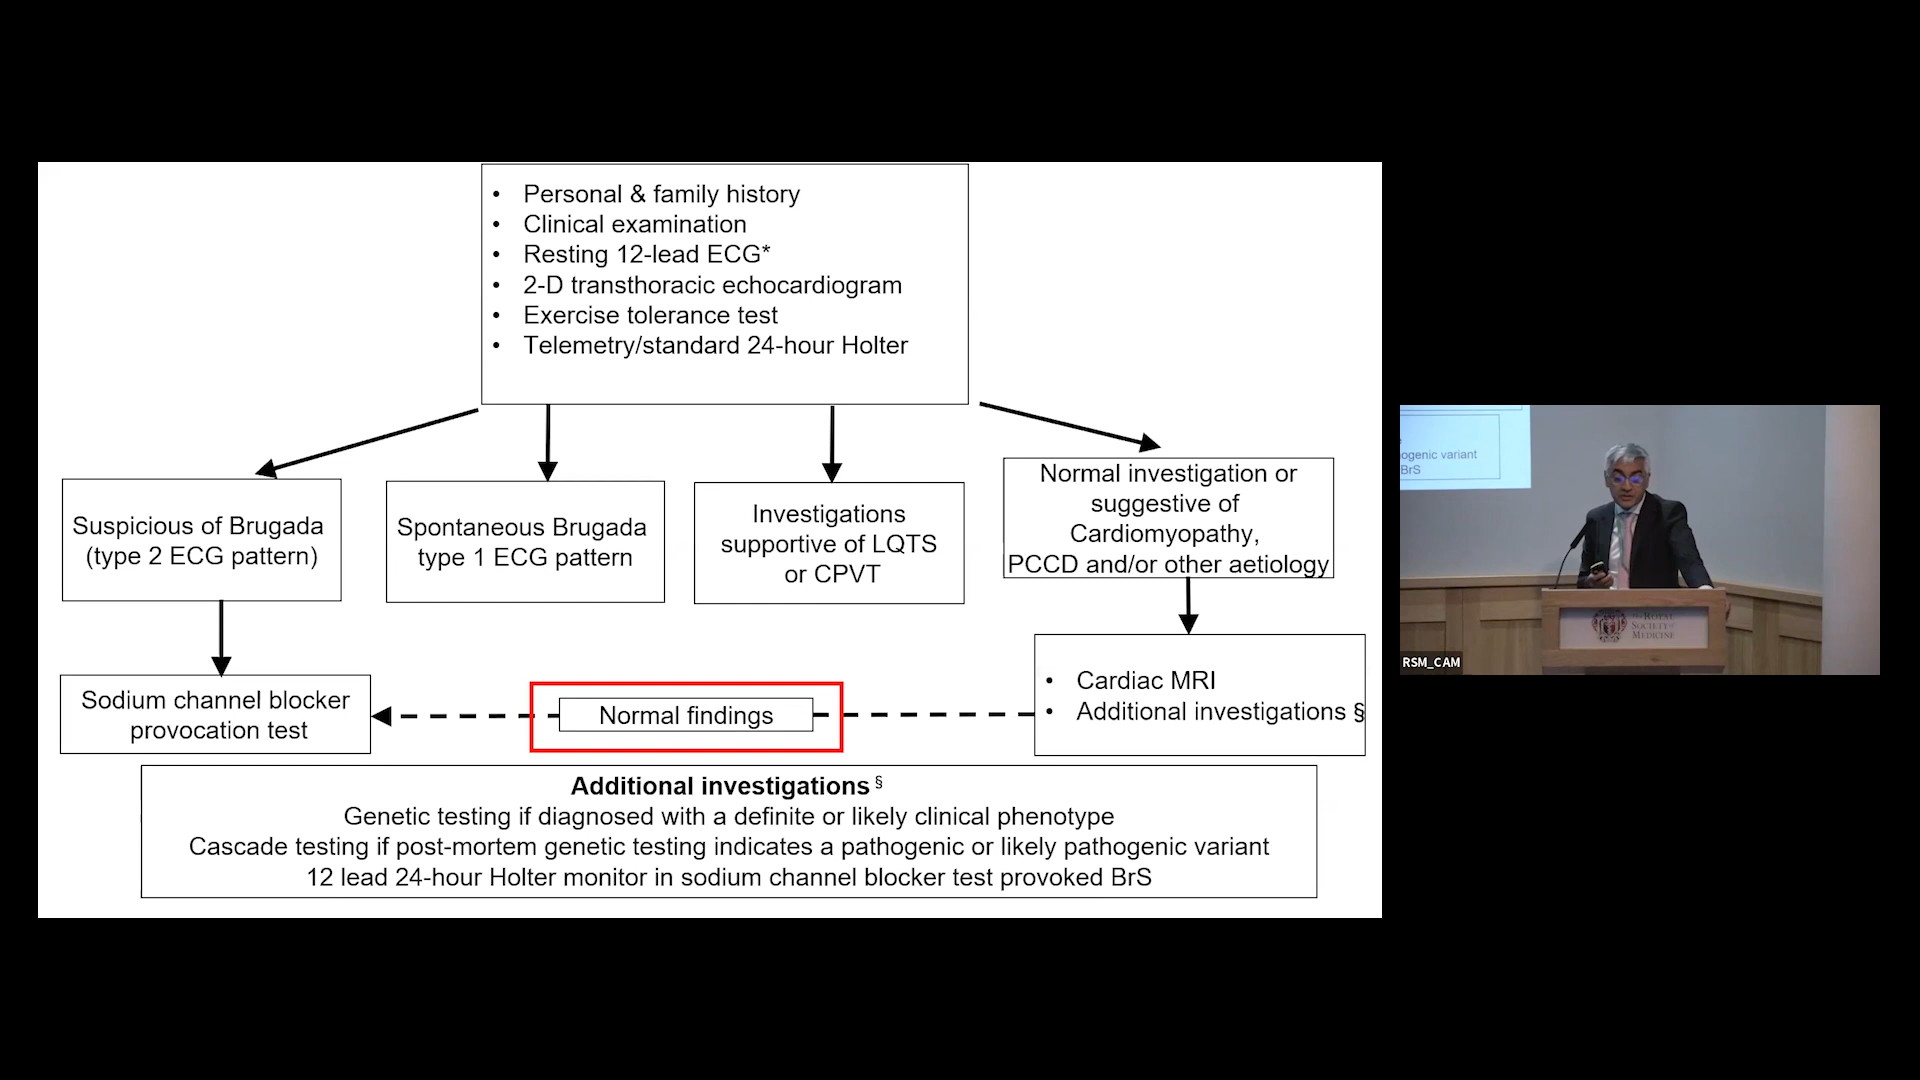 • Personal & family history
• Clinical examination
• Resting 12-lead ECG*
• 2-D transthoracic echocardiogram
• Exercise tolerance test
• Telemetry/standard 24-hour Holter
Suspicious of Brugada
(type 2 ECG pattern)
Spontaneous Brugada
type 1 ECG pattern
Investigations
supportive of LQTS
or CPVT
Normal investigation or
suggestive of
Cardiomyopathy,
PCCD and/or other aetiology
Sodium channel blocker
provocation test
Normal findings
• Cardiac MRI
• Additional investigations §
Additional investigations §
Genetic testing if diagnosed with a definite or likely clinical phenotype
Cascade testing if post-mortem genetic testing indicates a pathogenic or likely pathogenic variant
12 lead 24-hour Holter monitor in sodium channel blocker test provoked BrS
ogenic variant
BrS
ROYAL
SOCIETY of
MEDICINE
RSM_CAM